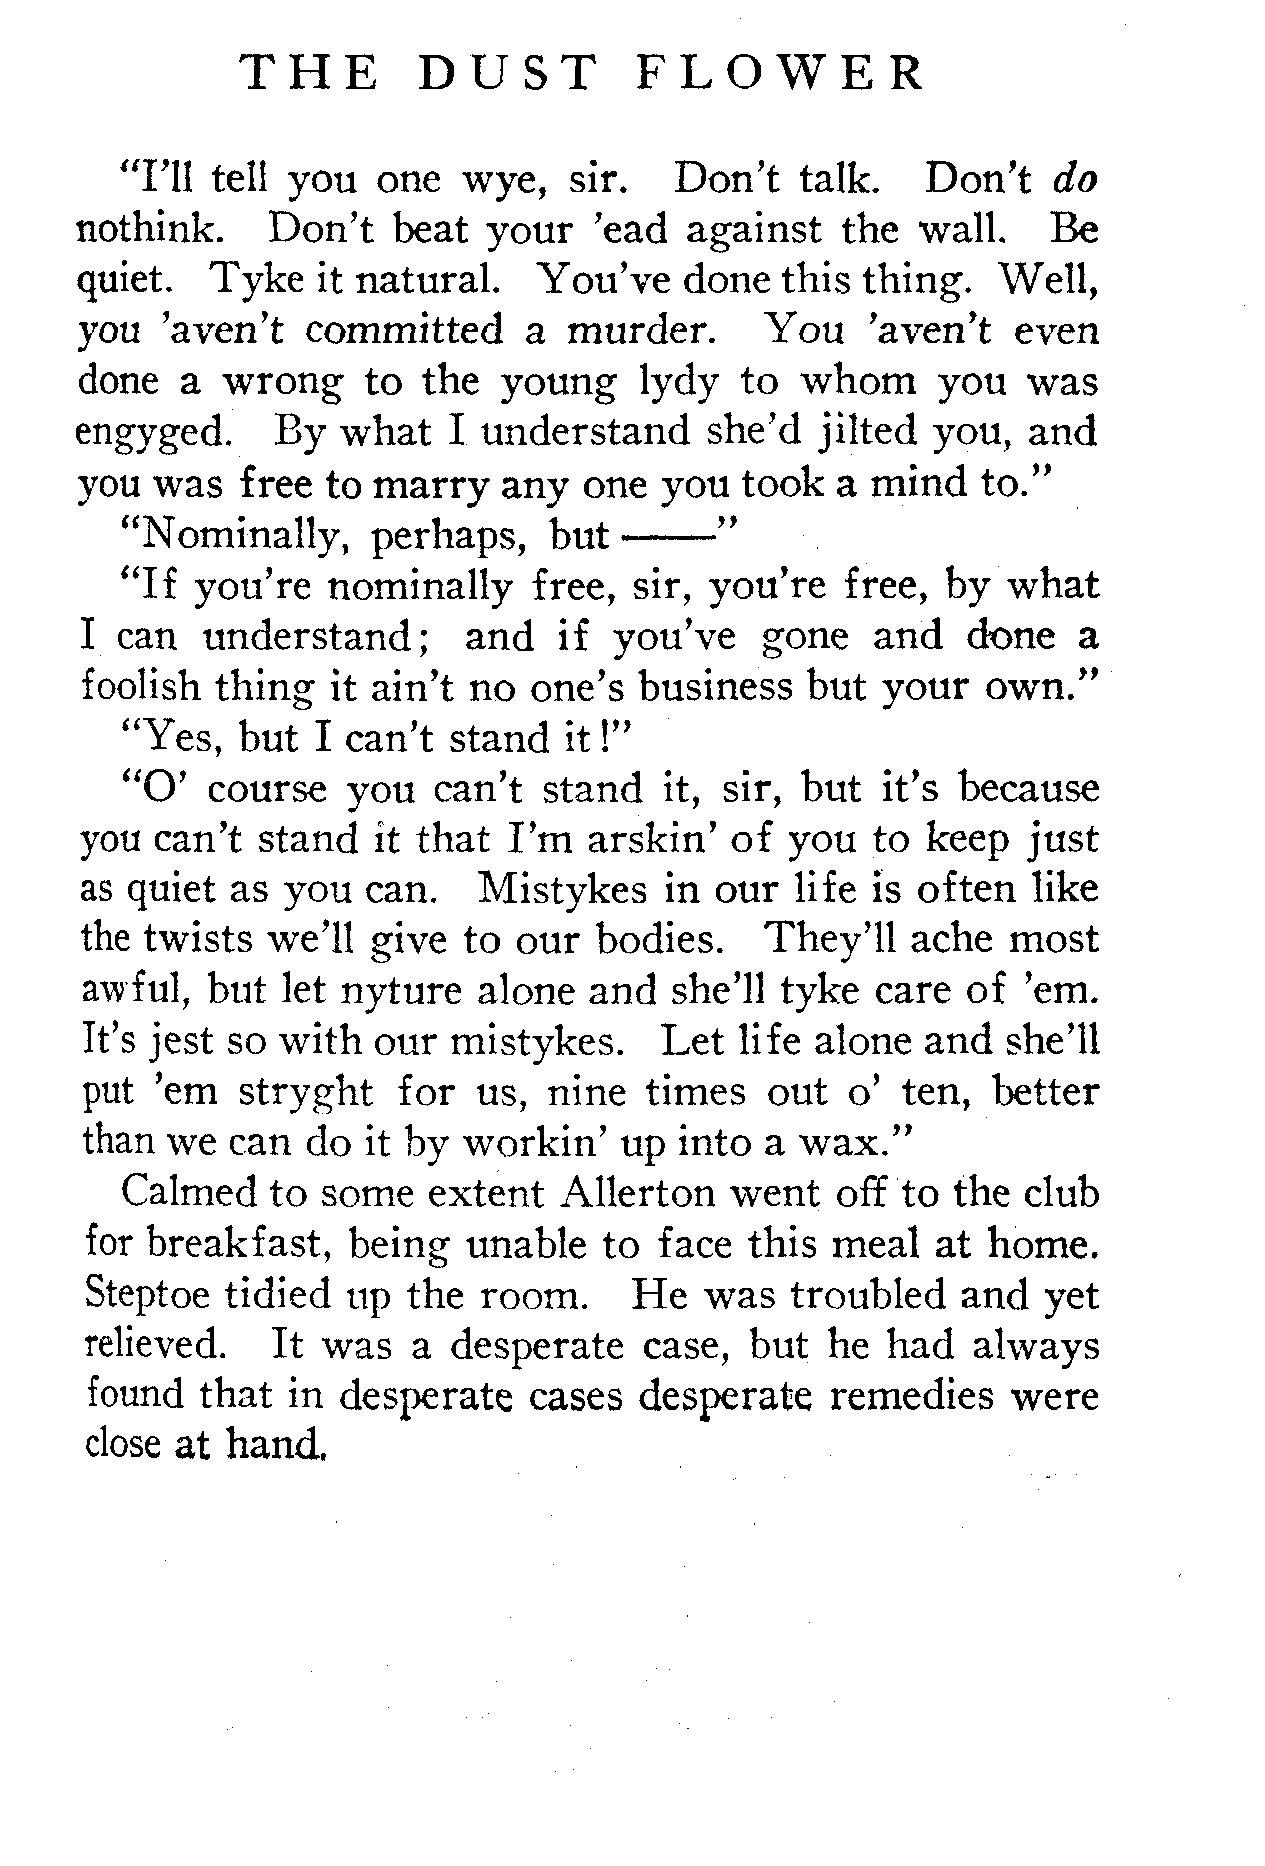 THE DUST FLOWER
“I’ll tell you one wye, sir. Don’t talk. Don’t do
nothink. Don’t beat your ’ead against the wall. Be
quiet. Tyke it natural. You’ve done this thing. Well,
you ’aven’t committed a murder. You ’aven’t even
done a wrong to the young lydy to whom you was
engyged. By what I understand she’d jilted you, and
you was free to marry any one you took a mind to.”
“Nominally, perhaps, but ——”
“If you’re nominally free, sir, you’re free, by what
I can understand; and if you’ve gone and done a
foolish thing it ain’t no one’s business but your own.”
“Yes, but I can’t stand it!”
“O’ course you can’t stand it, sir, but it’s because
you can’t stand it that I’m arskin’ of you to keep just
as quiet as you can. Mistykes in our life is often like
the twists we’ll give to our bodies. They’ll ache most
awful, but let nyture alone and she’ll tyke care of ’em.
It’s jest so with our mistykes. Let life alone and she’ll
put ’em stryght for us, nine times out o’ ten, better
than we can do it by workin’ up into a wax.”
Calmed to some extent Allerton went off to the club
for breakfast, being unable to face this meal at home.
Steptoe tidied up the room. He was troubled and yet
relieved. It was a desperate case, but he had always
found that in desperate cases desperate remedies were
close at hand.